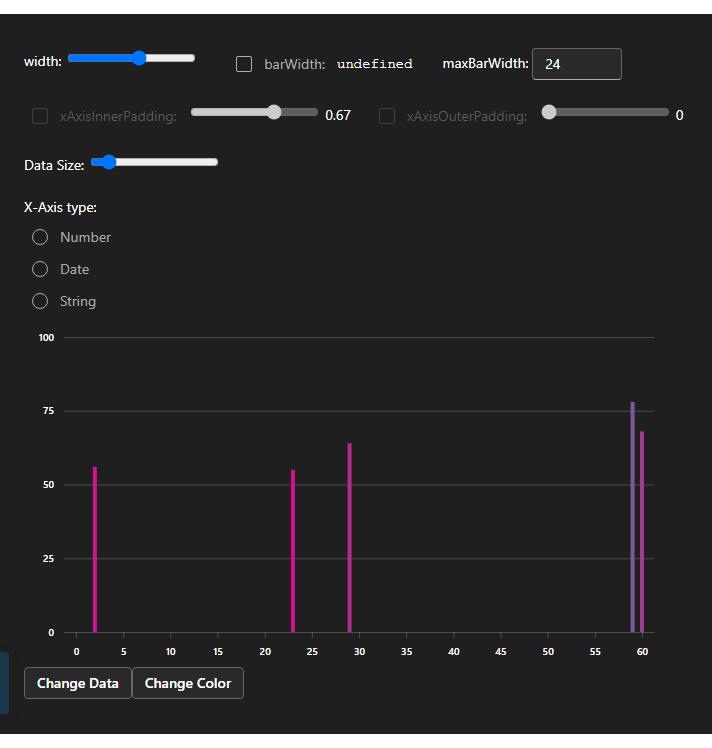 width: barWidth: undefined maxBarWidth: 24
xAxisInnerPadding: 0.67 xAxisOuterPadding: 0
Data Size:
X-Axis type:
Number
Date
String
100
75
50
25
0
0 5 10 15 20 25 30 35 40 45 50 55 60
Change Data Change Color